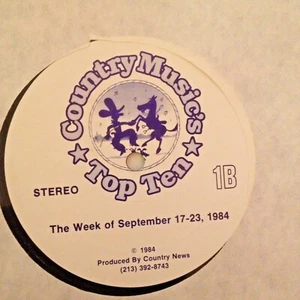 Country Music's
★ Top Ten ★
STEREO
1B
The Week of September 17-23, 1984
© 1984
Produced By Country News
(213) 392-8743